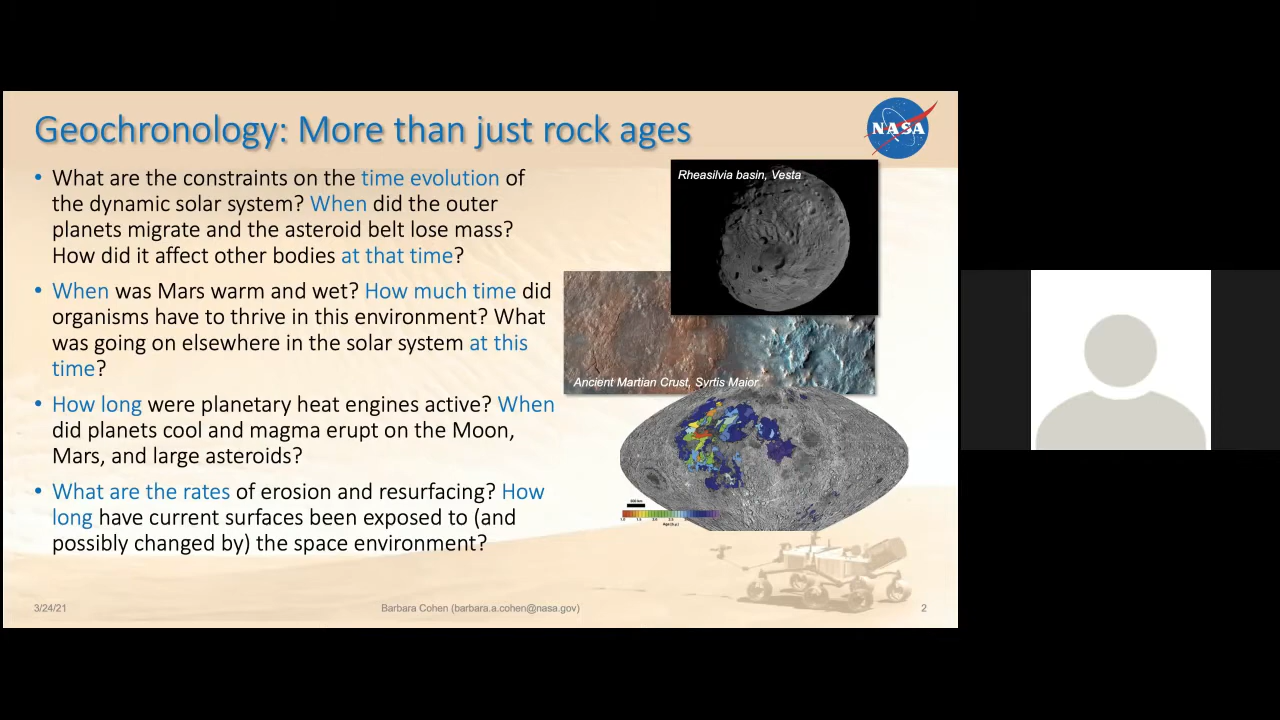 Geochronology: More than just rock ages
NASA
• What are the constraints on the time evolution of
the dynamic solar system? When did the outer
planets migrate and the asteroid belt lose mass?
How did it affect other bodies at that time?
• When was Mars warm and wet? How much time did
organisms have to thrive in this environment? What
was going on elsewhere in the solar system at this
time?
• How long were planetary heat engines active? When
did planets cool and magma erupt on the Moon,
Mars, and large asteroids?
• What are the rates of erosion and resurfacing? How
long have current surfaces been exposed to (and
possibly changed by) the space environment?
Rheasilvia basin, Vesta
Ancient Martian Crust, Syrtis Maior
3/24/21
Barbara Cohen (barbara.a.cohen@nasa.gov)
2